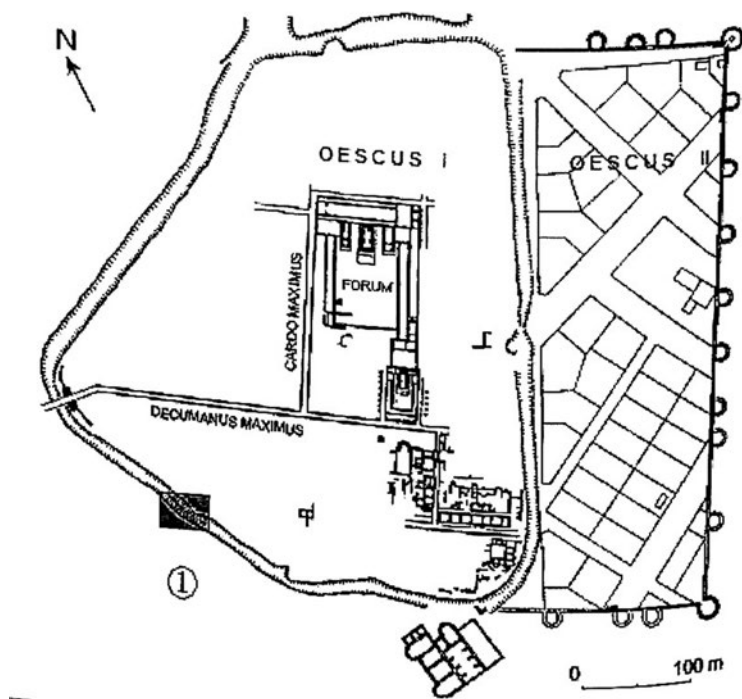 N
OESCUS I
OESCUS II
FORUM
CARDO MAXIMUS
DECUMANUS MAXIMUS
①
0 100 m